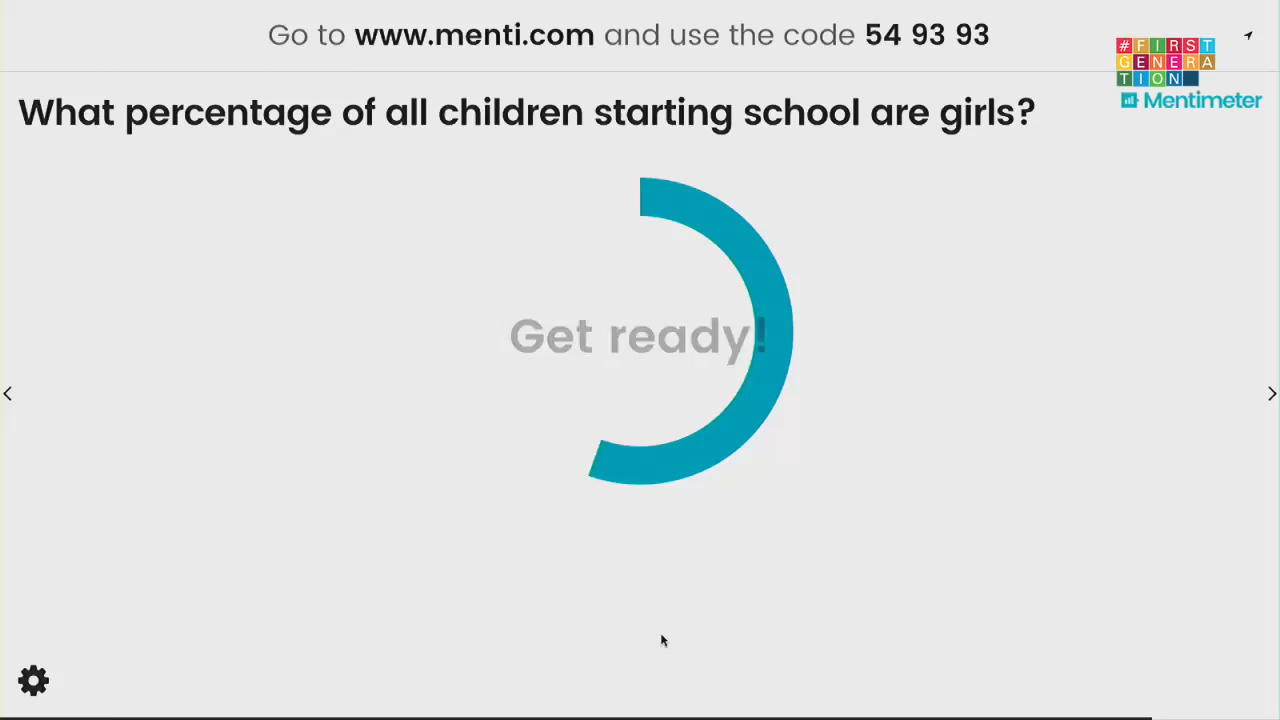 Go to www.menti.com and use the code 54 93 93
#FIRST
GENERA
TION
Mentimeter
What percentage of all children starting school are girls?
Get ready!